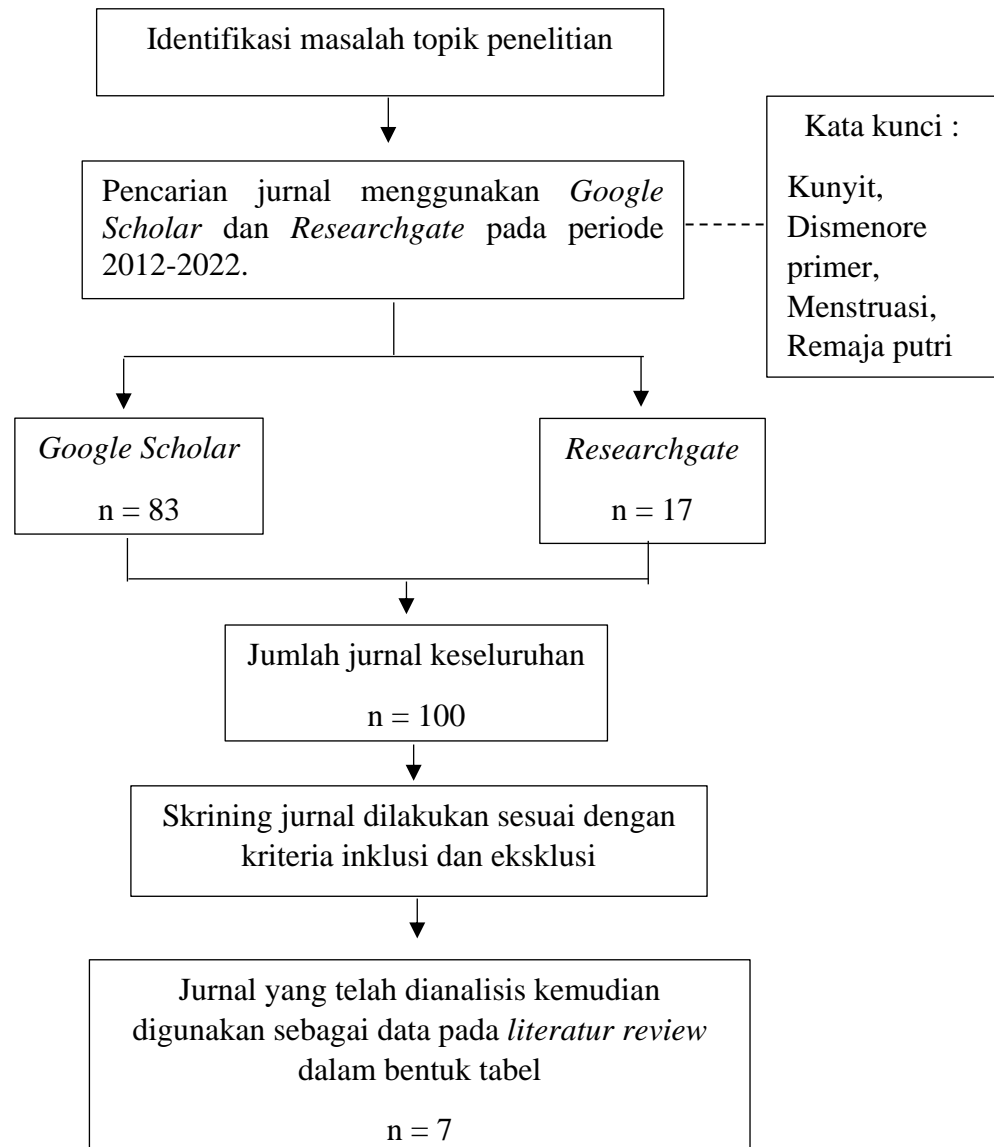 Identifikasi masalah topik penelitian
Pencarian jurnal menggunakan Google
Scholar dan Researchgate pada periode
2012-2022.
Kata kunci :
Kunyit,
Dismenore
primer,
Menstruasi,
Remaja putri
Google Scholar
n = 83
Researchgate
n = 17
Jumlah jurnal keseluruhan
n = 100
Skrining jurnal dilakukan sesuai dengan
kriteria inklusi dan eksklusi
Jurnal yang telah dianalisis kemudian
digunakan sebagai data pada literatur review
dalam bentuk tabel
n = 7